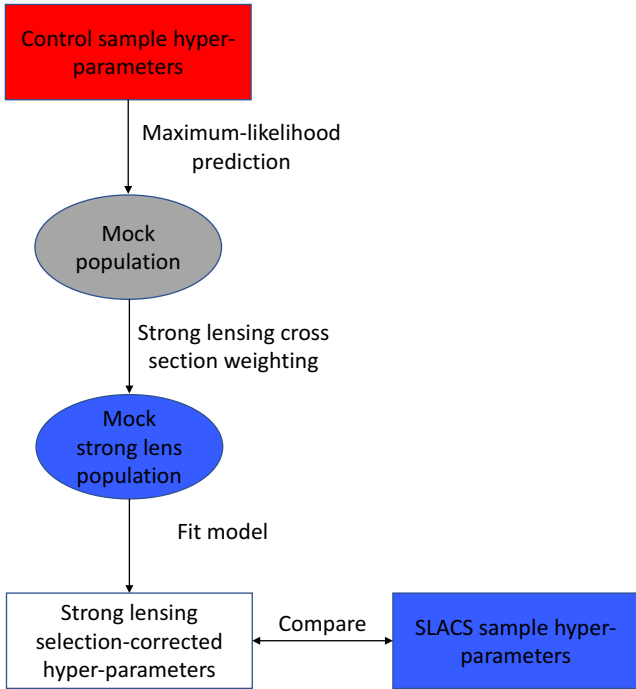 Control sample hyper-
parameters
Maximum-likelihood
prediction
Mock
population
Strong lensing cross
section weighting
Mock
strong lens
population
Fit model
Strong lensing
selection-corrected
hyper-parameters
Compare
SLACS sample hyper-
parameters